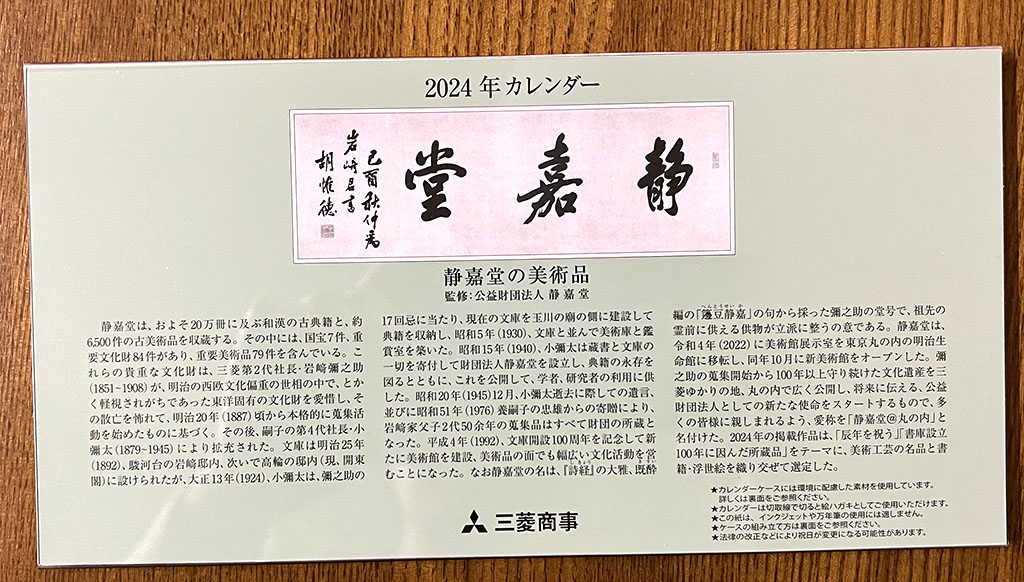 2024年カレンダー
靜嘉堂
己酉秋仲為
岩崎君書
胡惟德
静嘉堂の美術品
監修:公益財団法人 静嘉堂
静嘉堂は、およそ20万冊に及ぶ和漢の古典籍と、約
6,500件の古美術品を収蔵する。その中には、国宝7件、重
要文化財84件があり、重要美術品79件を含んでいる。こ
れらの貴重な文化財は、三菱第2代社長・岩﨑彌之助
(1851~1908)が、明治の西欧文化偏重の世相の中で、とか
く軽視されがちであった東洋固有の文化財を愛惜し、そ
の散亡を怖れて、明治20年(1887)頃から本格的に蒐集活
動を始めたものに基づく。その後、嗣子の第4代社長・小
彌太(1879~1945)により拡充された。文庫は明治25年
(1892)、駿河台の岩﨑邸内、次いで高輪の邸内(現、開東
閣)に設けられたが、大正13年(1924)、小彌太は、彌之助の
17回忌に当たり、現在の文庫を玉川の廟の側に建設して
典籍を収納し、昭和5年(1930)、文庫と並んで美術庫と鑑
賞室を築いた。昭和15年(1940)、小彌太は蔵書と文庫の
一切を寄付して財団法人静嘉堂を設立し、典籍の永存を
図るとともに、これを公開して、学者、研究者の利用に供
した。昭和20年(1945)12月、小彌太逝去に際しての遺言、
並びに昭和51年(1976)養嗣子の忠雄からの寄贈により、
岩﨑家父子2代50余年の蒐集品はすべて財団の所蔵と
なった。平成4年(1992)、文庫開設100周年を記念して新
たに美術館を建設、美術品の面でも幅広い文化活動を営
むことになった。なお静嘉堂の名は、『詩経』の大雅、既酔
編の「籩豆静嘉」の句から採った彌之助の堂号で、祖先の
霊前に供える供物が立派に整うの意である。静嘉堂は、
令和4年(2022)に美術館展示室を東京丸の内の明治生
命館に移転し、同年10月に新美術館をオープンした。彌
之助の蒐集開始から100年以上守り続けた文化遺産を三
菱ゆかりの地、丸の内で広く公開し、将来に伝える、公益
財団法人としての新たな使命をスタートするもので、多
くの皆様に親しまれるよう、愛称を「静嘉堂@丸の内」と
名付けた。2024年の掲載作品は、「辰年を祝う」「書庫設立
100年に因んだ所蔵品」をテーマに、美術工芸の名品と書
籍・浮世絵を織り交ぜて選定した。
★カレンダーケースには環境に配慮した素材を使用しています。
詳しくは裏面をご参照ください。
★カレンダーは切取線で切ると絵ハガキとしてご使用いただけます。
★この紙は、インクジェットや万年筆の使用には適しません。
★ケースの組み立て方は裏面をご参照ください。
★法律の改正などにより祝日が変更になる可能性があります。
三菱商事